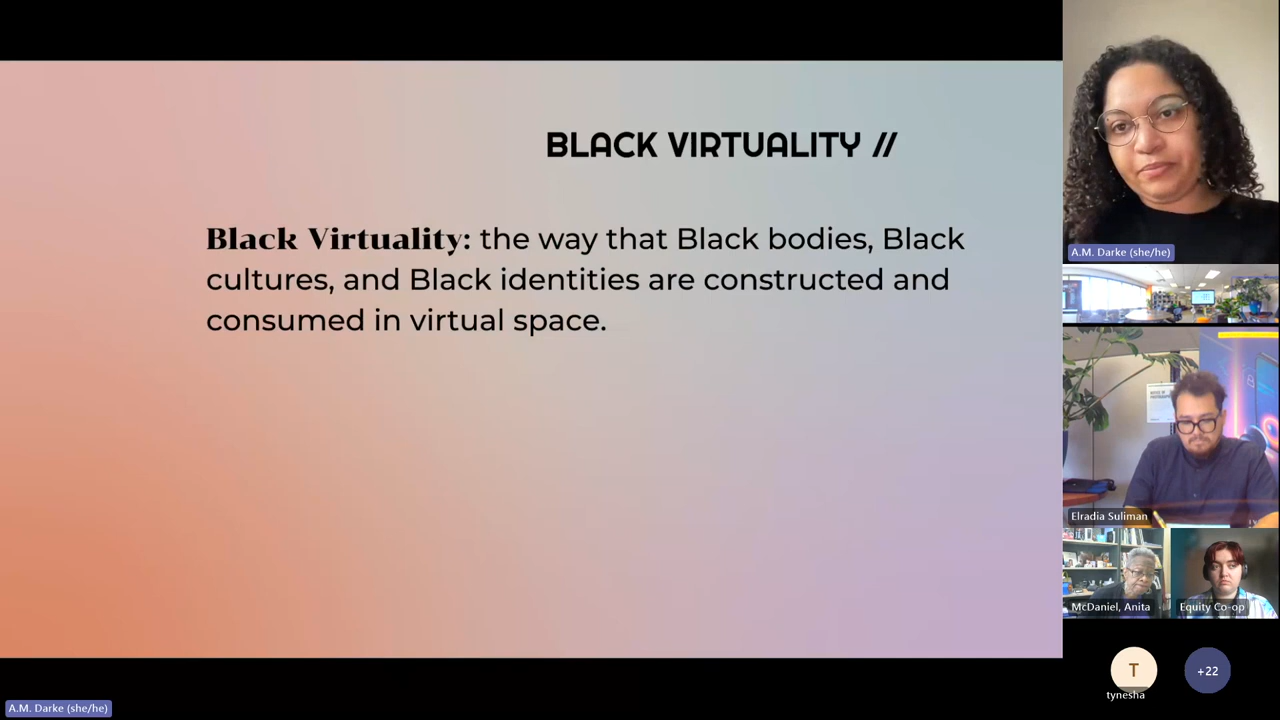 BLACK VIRTUALITY //
Black Virtuality: the way that Black bodies, Black
cultures, and Black identities are constructed and
consumed in virtual space.
A.M. Darke (she/he)
Elradia Suliman
McDaniel, Anita
Equity Co-op
T
tynesha
+22
A.M. Darke (she/he)